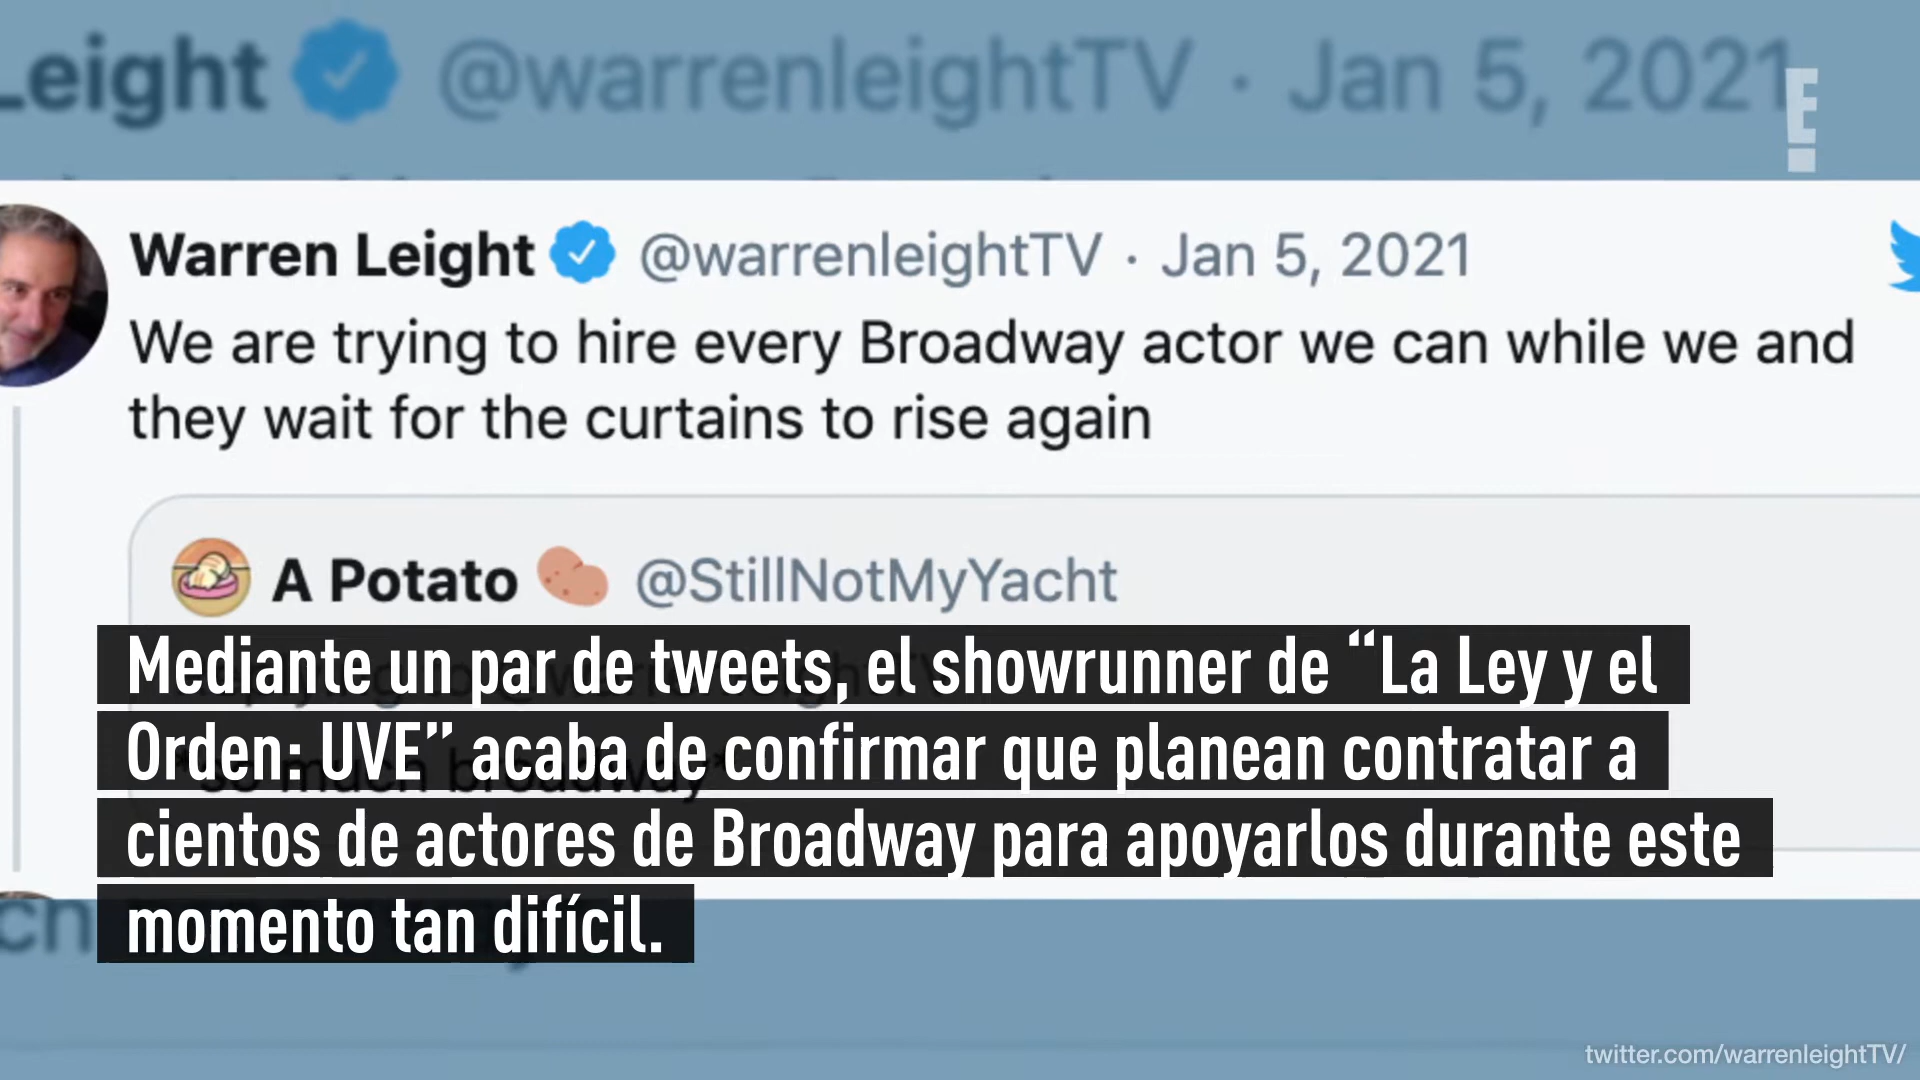 Leight @warrenleightTV · Jan 5, 2021
E!
Warren Leight @warrenleightTV · Jan 5, 2021
We are trying to hire every Broadway actor we can while we and
they wait for the curtains to rise again
A Potato @StillNotMyYacht
Mediante un par de tweets, el showrunner de “La Ley y el
Orden: UVE” acaba de confirmar que planean contratar a
cientos de actores de Broadway para apoyarlos durante este
momento tan difícil.
twitter.com/warrenleightTV/